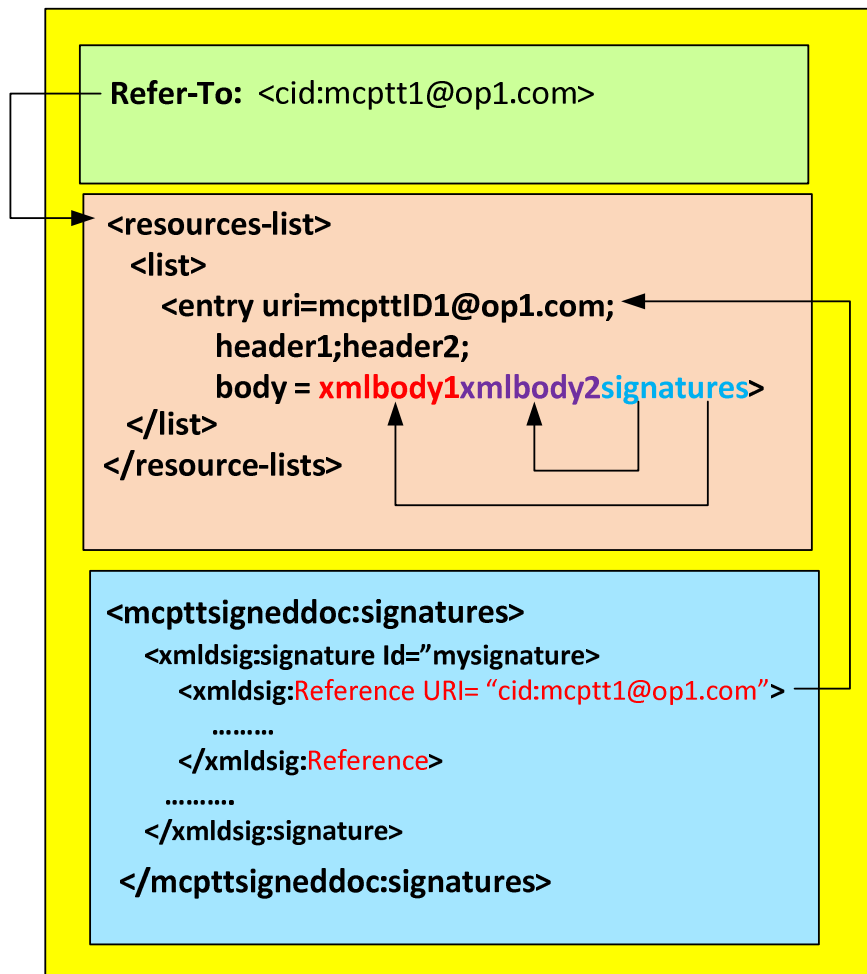 Refer-To: <cid:mcptt1@op1.com>
<resources-list>
<list>
<entry uri=mcpttID1@op1.com;
header1;header2;
body = xmlbody1xmlbody2signatures>
</list>
</resource-lists>
<mcpttsigneddoc:signatures>
<xmldsig:signature Id=”mysignature>
<xmldsig:Reference URI= “cid:mcptt1@op1.com”>
.........
</xmldsig:Reference>
..........
</xmldsig:signature>
</mcpttsigneddoc:signatures>